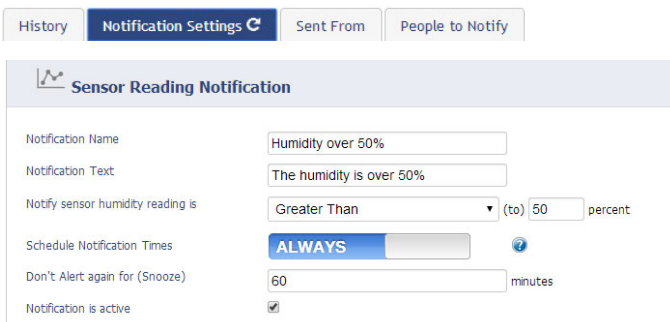 History Notification Settings Sent From People to Notify
Sensor Reading Notification
Notification Name Humidity over 50%
Notification Text The humidity is over 50%
Notify sensor humidity reading is Greater Than (to) 50 percent
Schedule Notification Times ALWAYS ?
Don't Alert again for (Snooze) 60 minutes
Notification is active